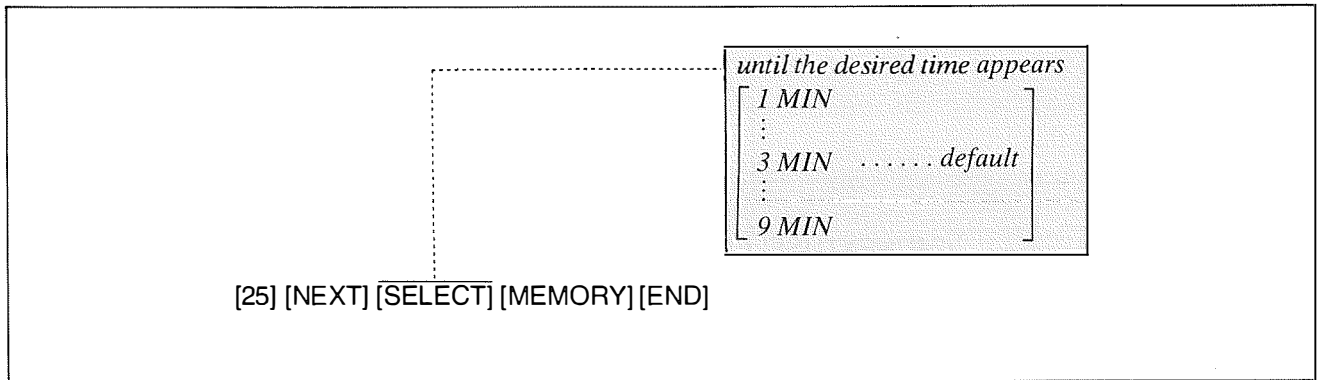 until the desired time appears
1 MIN
⋮
3 MIN ...... default
⋮
9 MIN
[25] [NEXT] [SELECT] [MEMORY] [END]